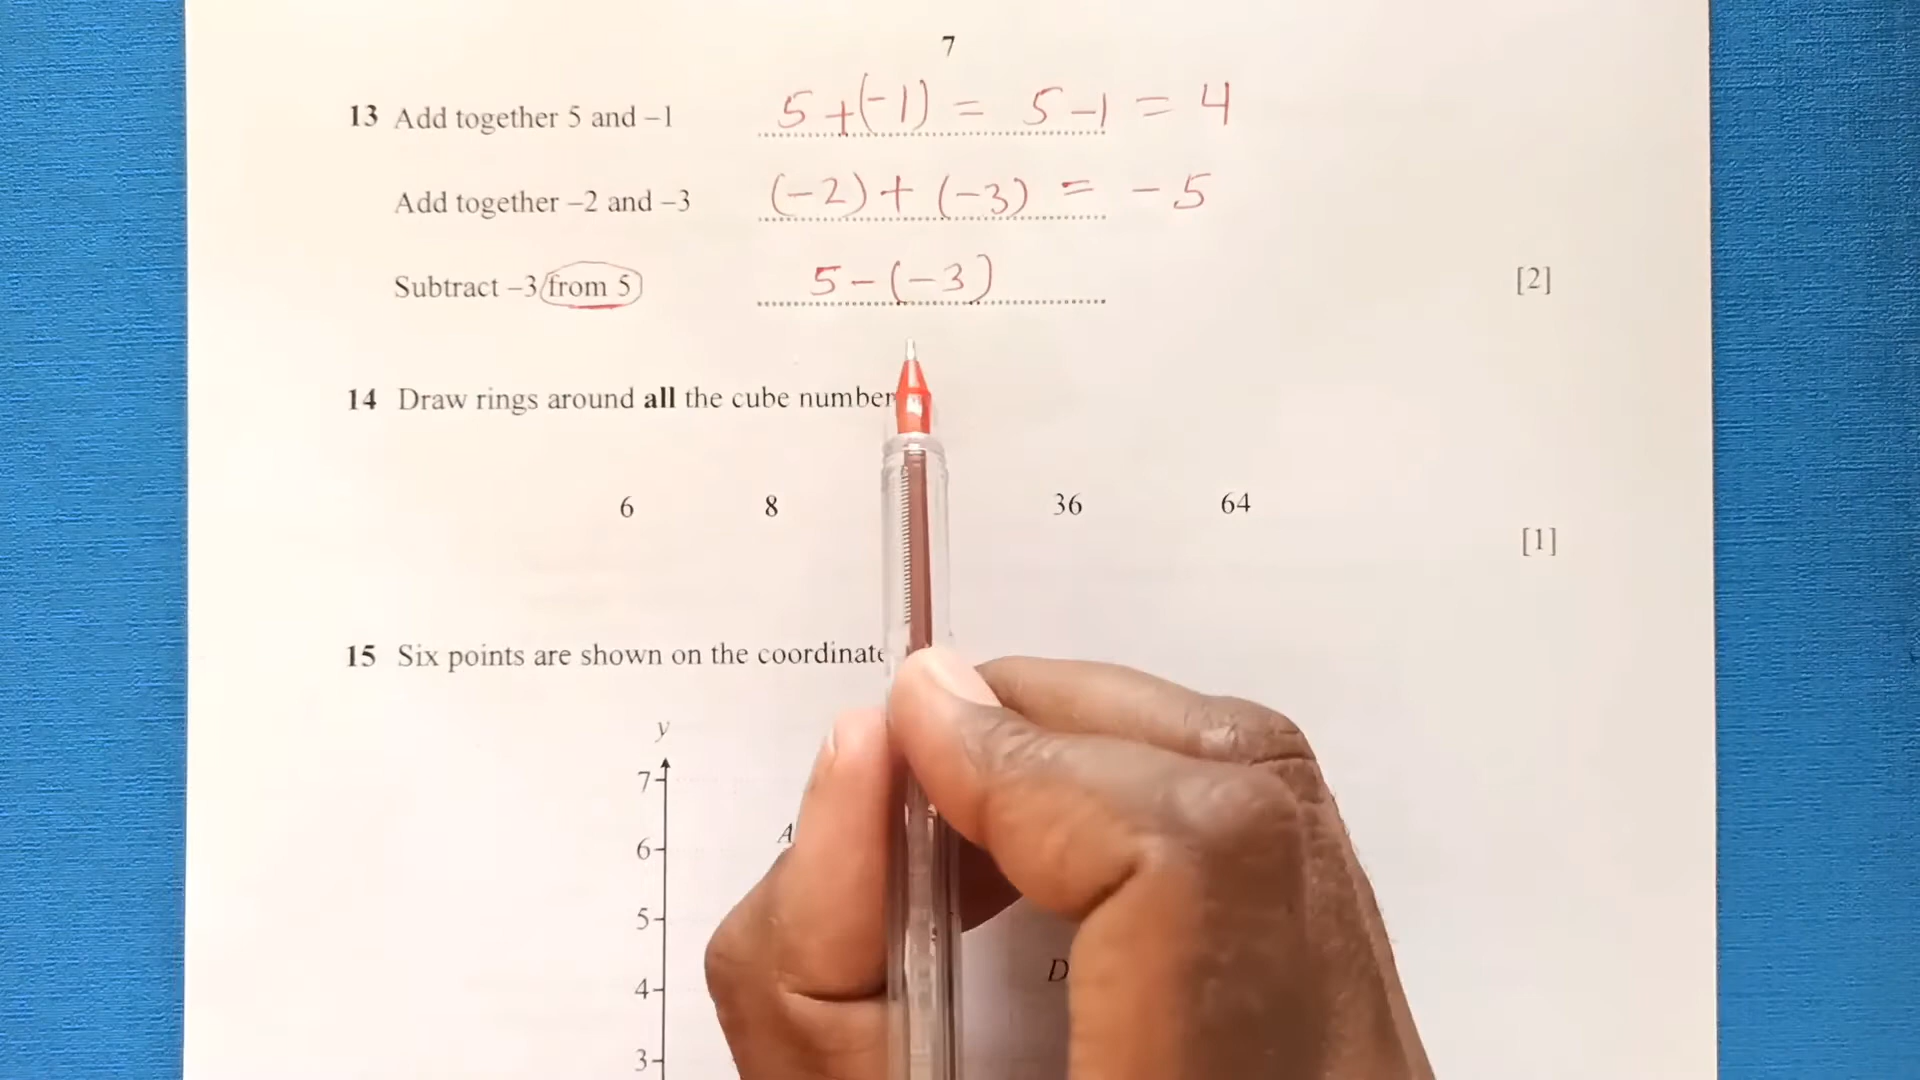 7
13 Add together 5 and –1 5 + (-1) = 5 - 1 = 4
Add together –2 and –3 (-2) + (-3) = -5
Subtract –3 from 5 5 - (-3)
[2]
14 Draw rings around all the cube number
6 8 36 64
[1]
15 Six points are shown on the coordinate
y
7
A
6
5
D
4
3